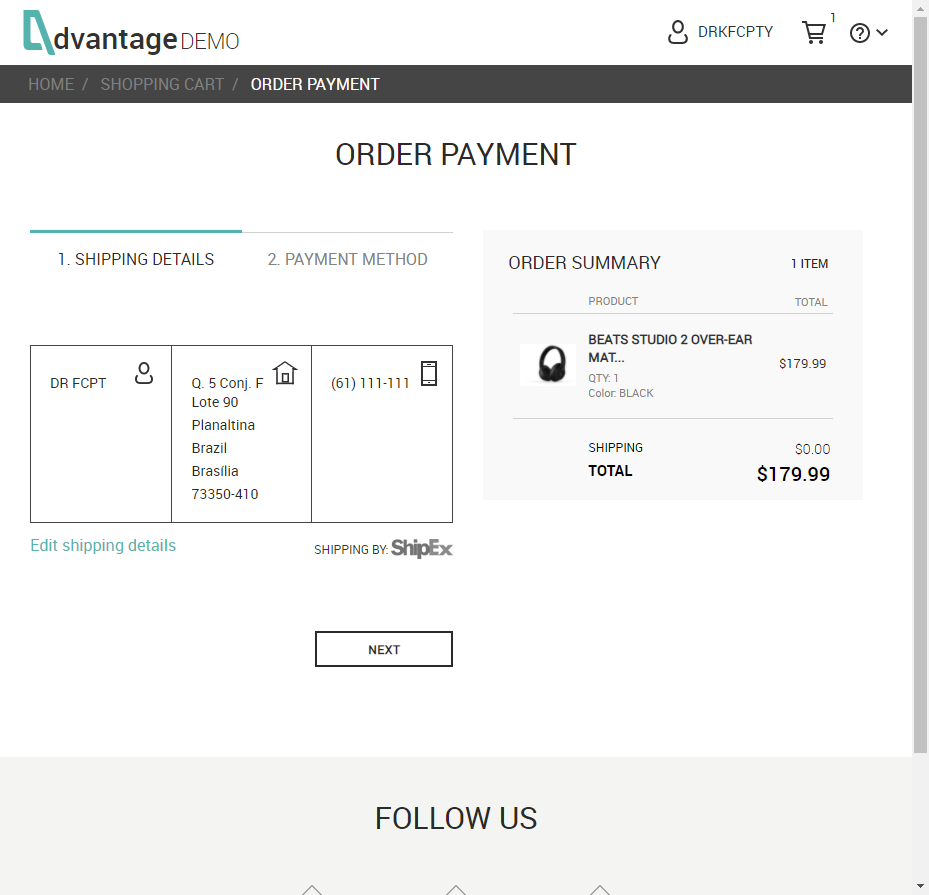 dvantage DEMO
DRKFCPTY
1
?
HOME / SHOPPING CART / ORDER PAYMENT
ORDER PAYMENT
1. SHIPPING DETAILS
2. PAYMENT METHOD
DR FCPT
Q. 5 Conj. F
Lote 90
Planaltina
Brazil
Brasília
73350-410
(61) 111-111
Edit shipping details
SHIPPING BY: ShipEx
NEXT
ORDER SUMMARY
1 ITEM
PRODUCT
TOTAL
BEATS STUDIO 2 OVER-EAR
MAT...
QTY: 1
Color: BLACK
$179.99
SHIPPING
$0.00
TOTAL
$179.99
FOLLOW US